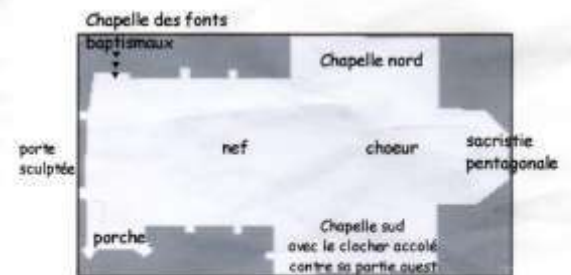 Chapelle des fonts
baptismaux
Chapelle nord
porte
sculptée
nef
choeur
sacristie
pentagonale
porche
Chapelle sud
avec le clocher accolé
contre sa partie ouest